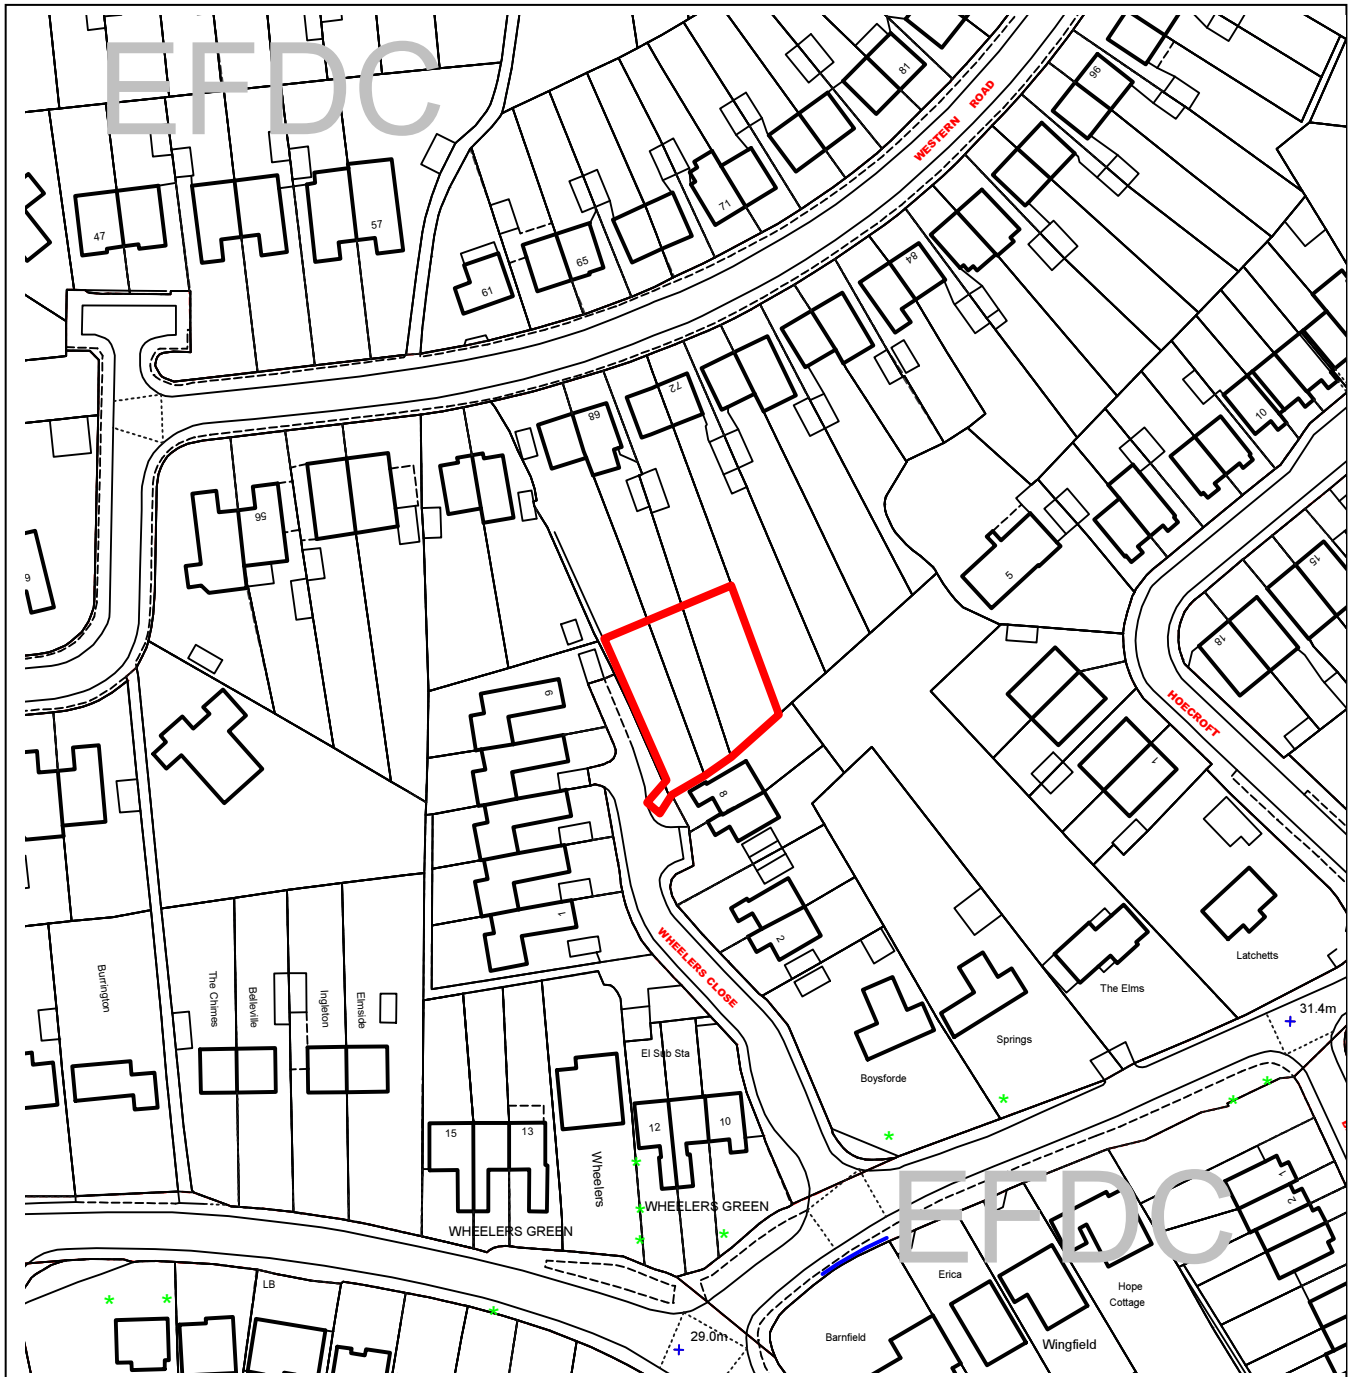 EFDC
81
96
WESTERN ROAD
47
57
71
65
61
84
72
68
10
56
5
15
9
18
6
HOECROFT
1
8
1
2
WHEELERS CLOSE
Burrington
The Chimes
Belleville
Ingleton
Elmside
Latchetts
The Elms
31.4m
Springs
El Sub Sta
Boysforde
15
13
12
10
Wheelers
WHEELERS GREEN
WHEELERS GREEN
EFDC
1
2
LB
Erica
Hope
Cottage
29.0m
Barnfield
Wingfield